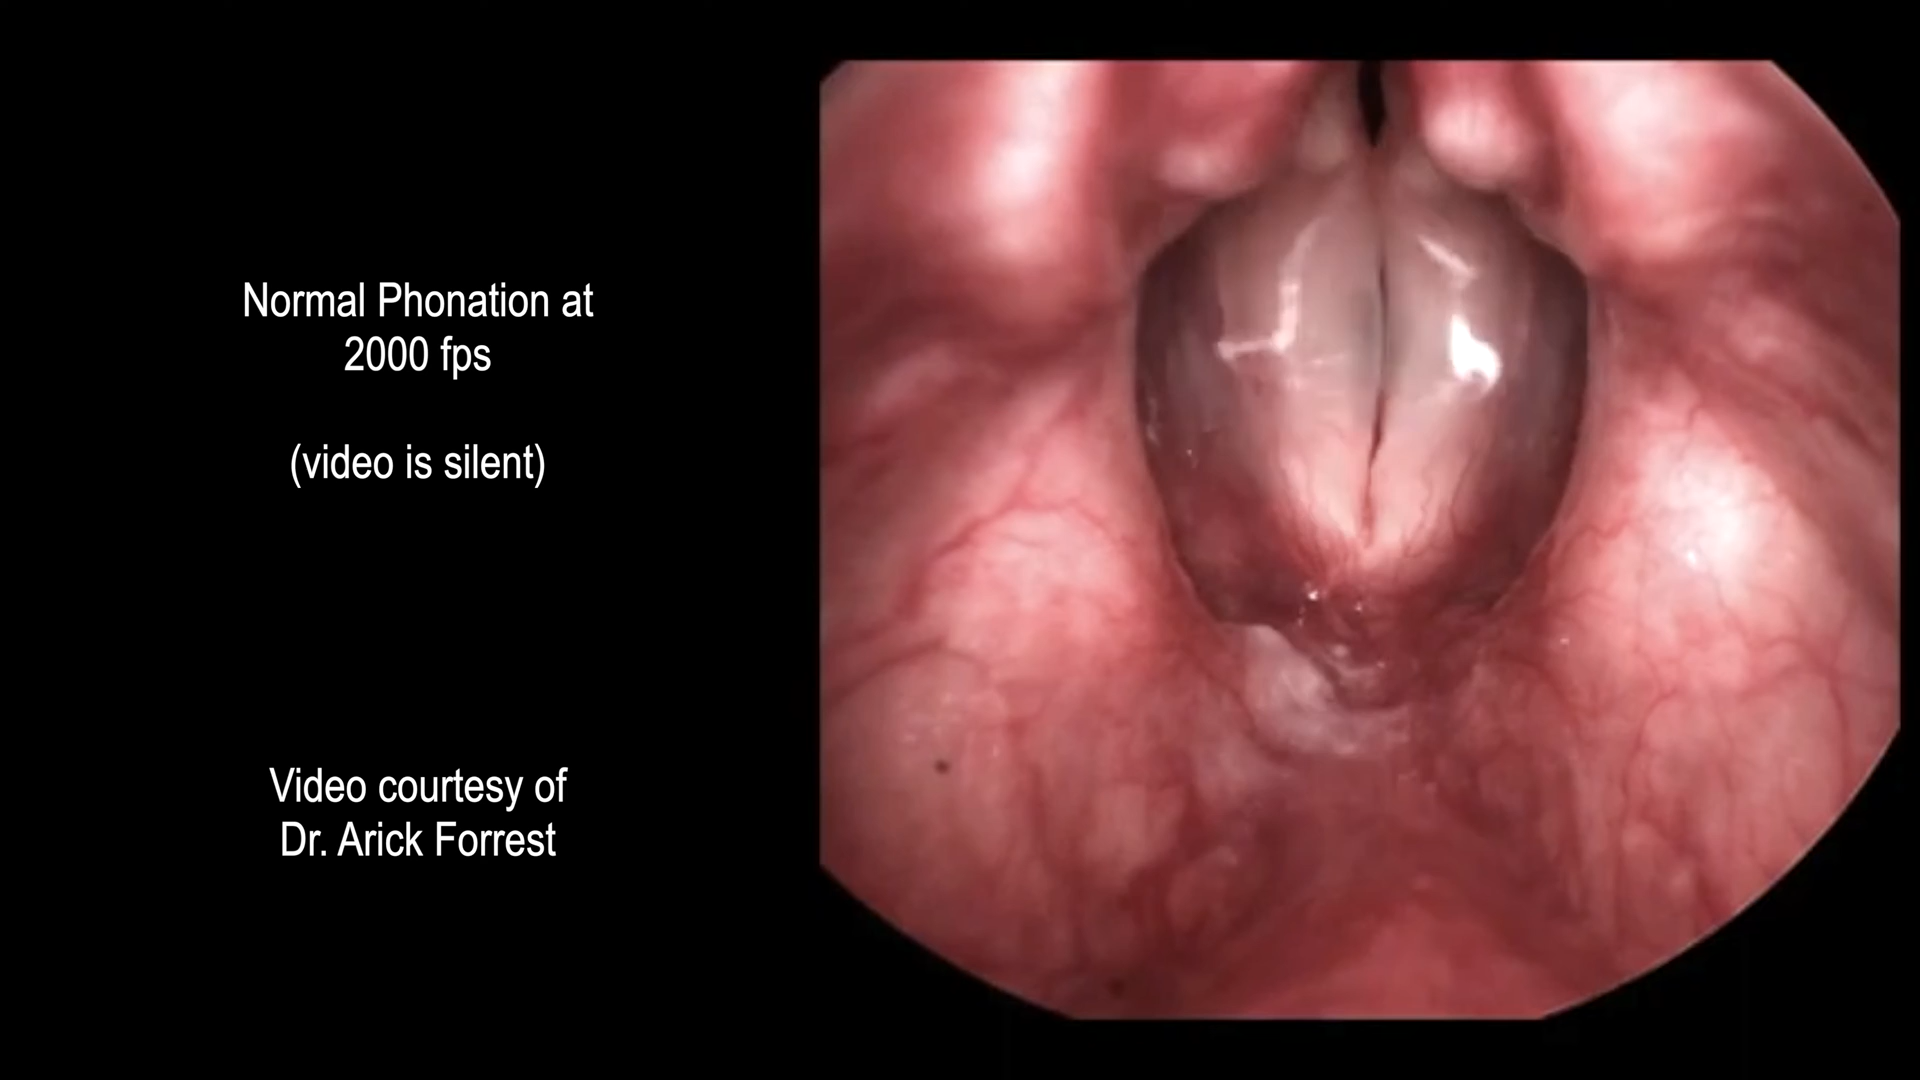 Normal Phonation at
2000 fps
(video is silent)
Video courtesy of
Dr. Arick Forrest